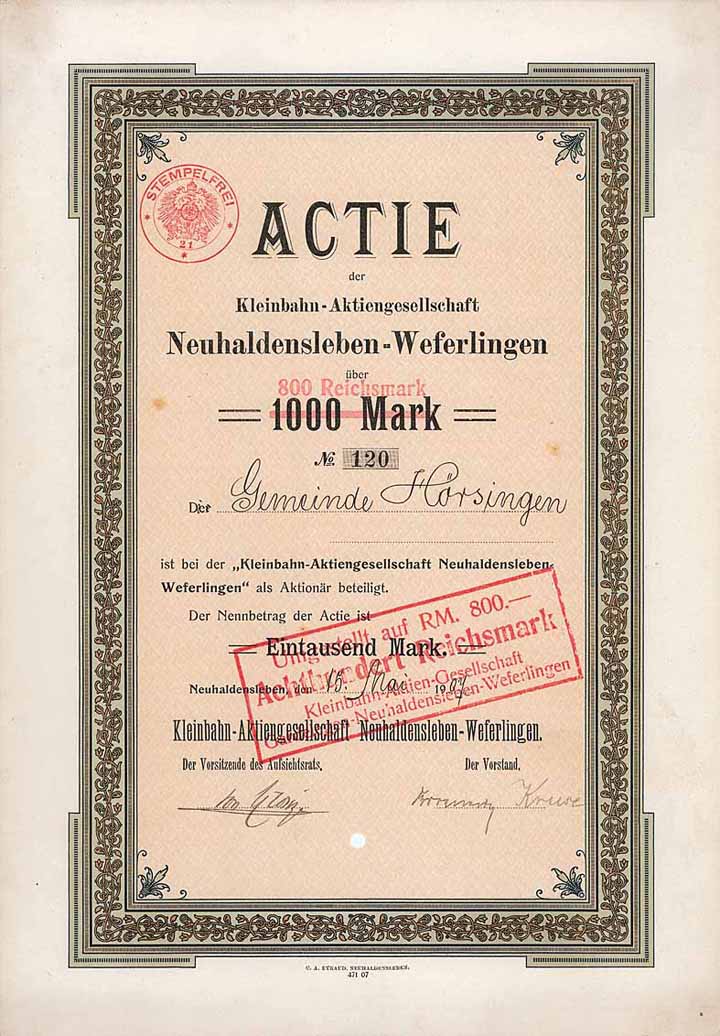 STEMPELFREI
21
ACTIE
der
Kleinbahn-Aktiengesellschaft
Neuhaldensleben-Weferlingen
über
800 Reichsmark
1000 Mark
№ 120
Die Gemeinde Hörsingen
ist bei der „Kleinbahn-Aktiengesellschaft Neuhaldensleben-
Weferlingen" als Aktionär beteiligt.
Der Nennbetrag der Actie ist
Eintausend Mark.
Umgestellt auf RM. 800.—
Achthundert Reichsmark
Kleinbahn-Aktien-Gesellschaft
Gardelegen-Neuhaldensleben-Weferlingen
Neuhaldensleben, den 15. Mai 1907
Kleinbahn-Aktiengesellschaft Neuhaldensleben-Weferlingen.
Der Vorsitzende des Aufsichtsrats.
Der Vorstand.
Kruse
C. A. EYRAUD, NEUHALDENSLEBEN.
471 07